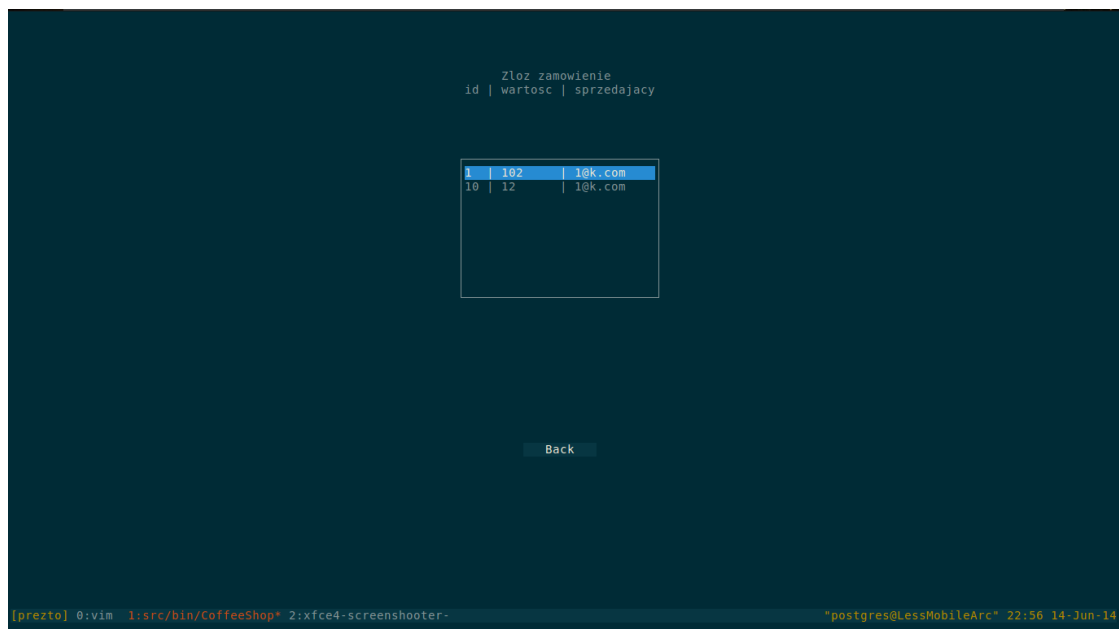 Zloz zamowienie
id | wartosc | sprzedajacy
1 | 102 | 1@k.com
10 | 12 | 1@k.com
Back
[prezto] 0:vim 1:src/bin/CoffeeShop* 2:xfce4-screenshooter- "postgres@LessMobileArc" 22:56 14-Jun-14